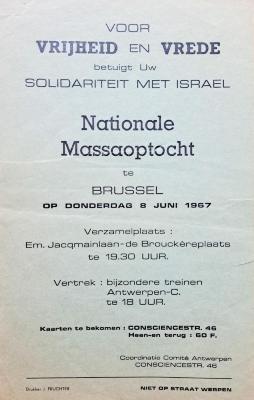 VOOR
VRIJHEID EN VREDE
betuigt Uw
SOLIDARITEIT MET ISRAEL
Nationale
Massaoptocht
te
BRUSSEL
OP DONDERDAG 8 JUNI 1967
Verzamelplaats :
Em. Jacqmainlaan-de Brouckèreplaats
te 19.30 UUR.
Vertrek : bijzondere treinen
Antwerpen-C.
te 18 UUR.
Kaarten te bekomen : CONSCIENCESTR. 46
Heen-en terug : 60 F.
Coordinatie Comité Antwerpen
CONSCIENCESTR. 46
Drukker J. FRUCHTER
NIET OP STRAAT WERPEN